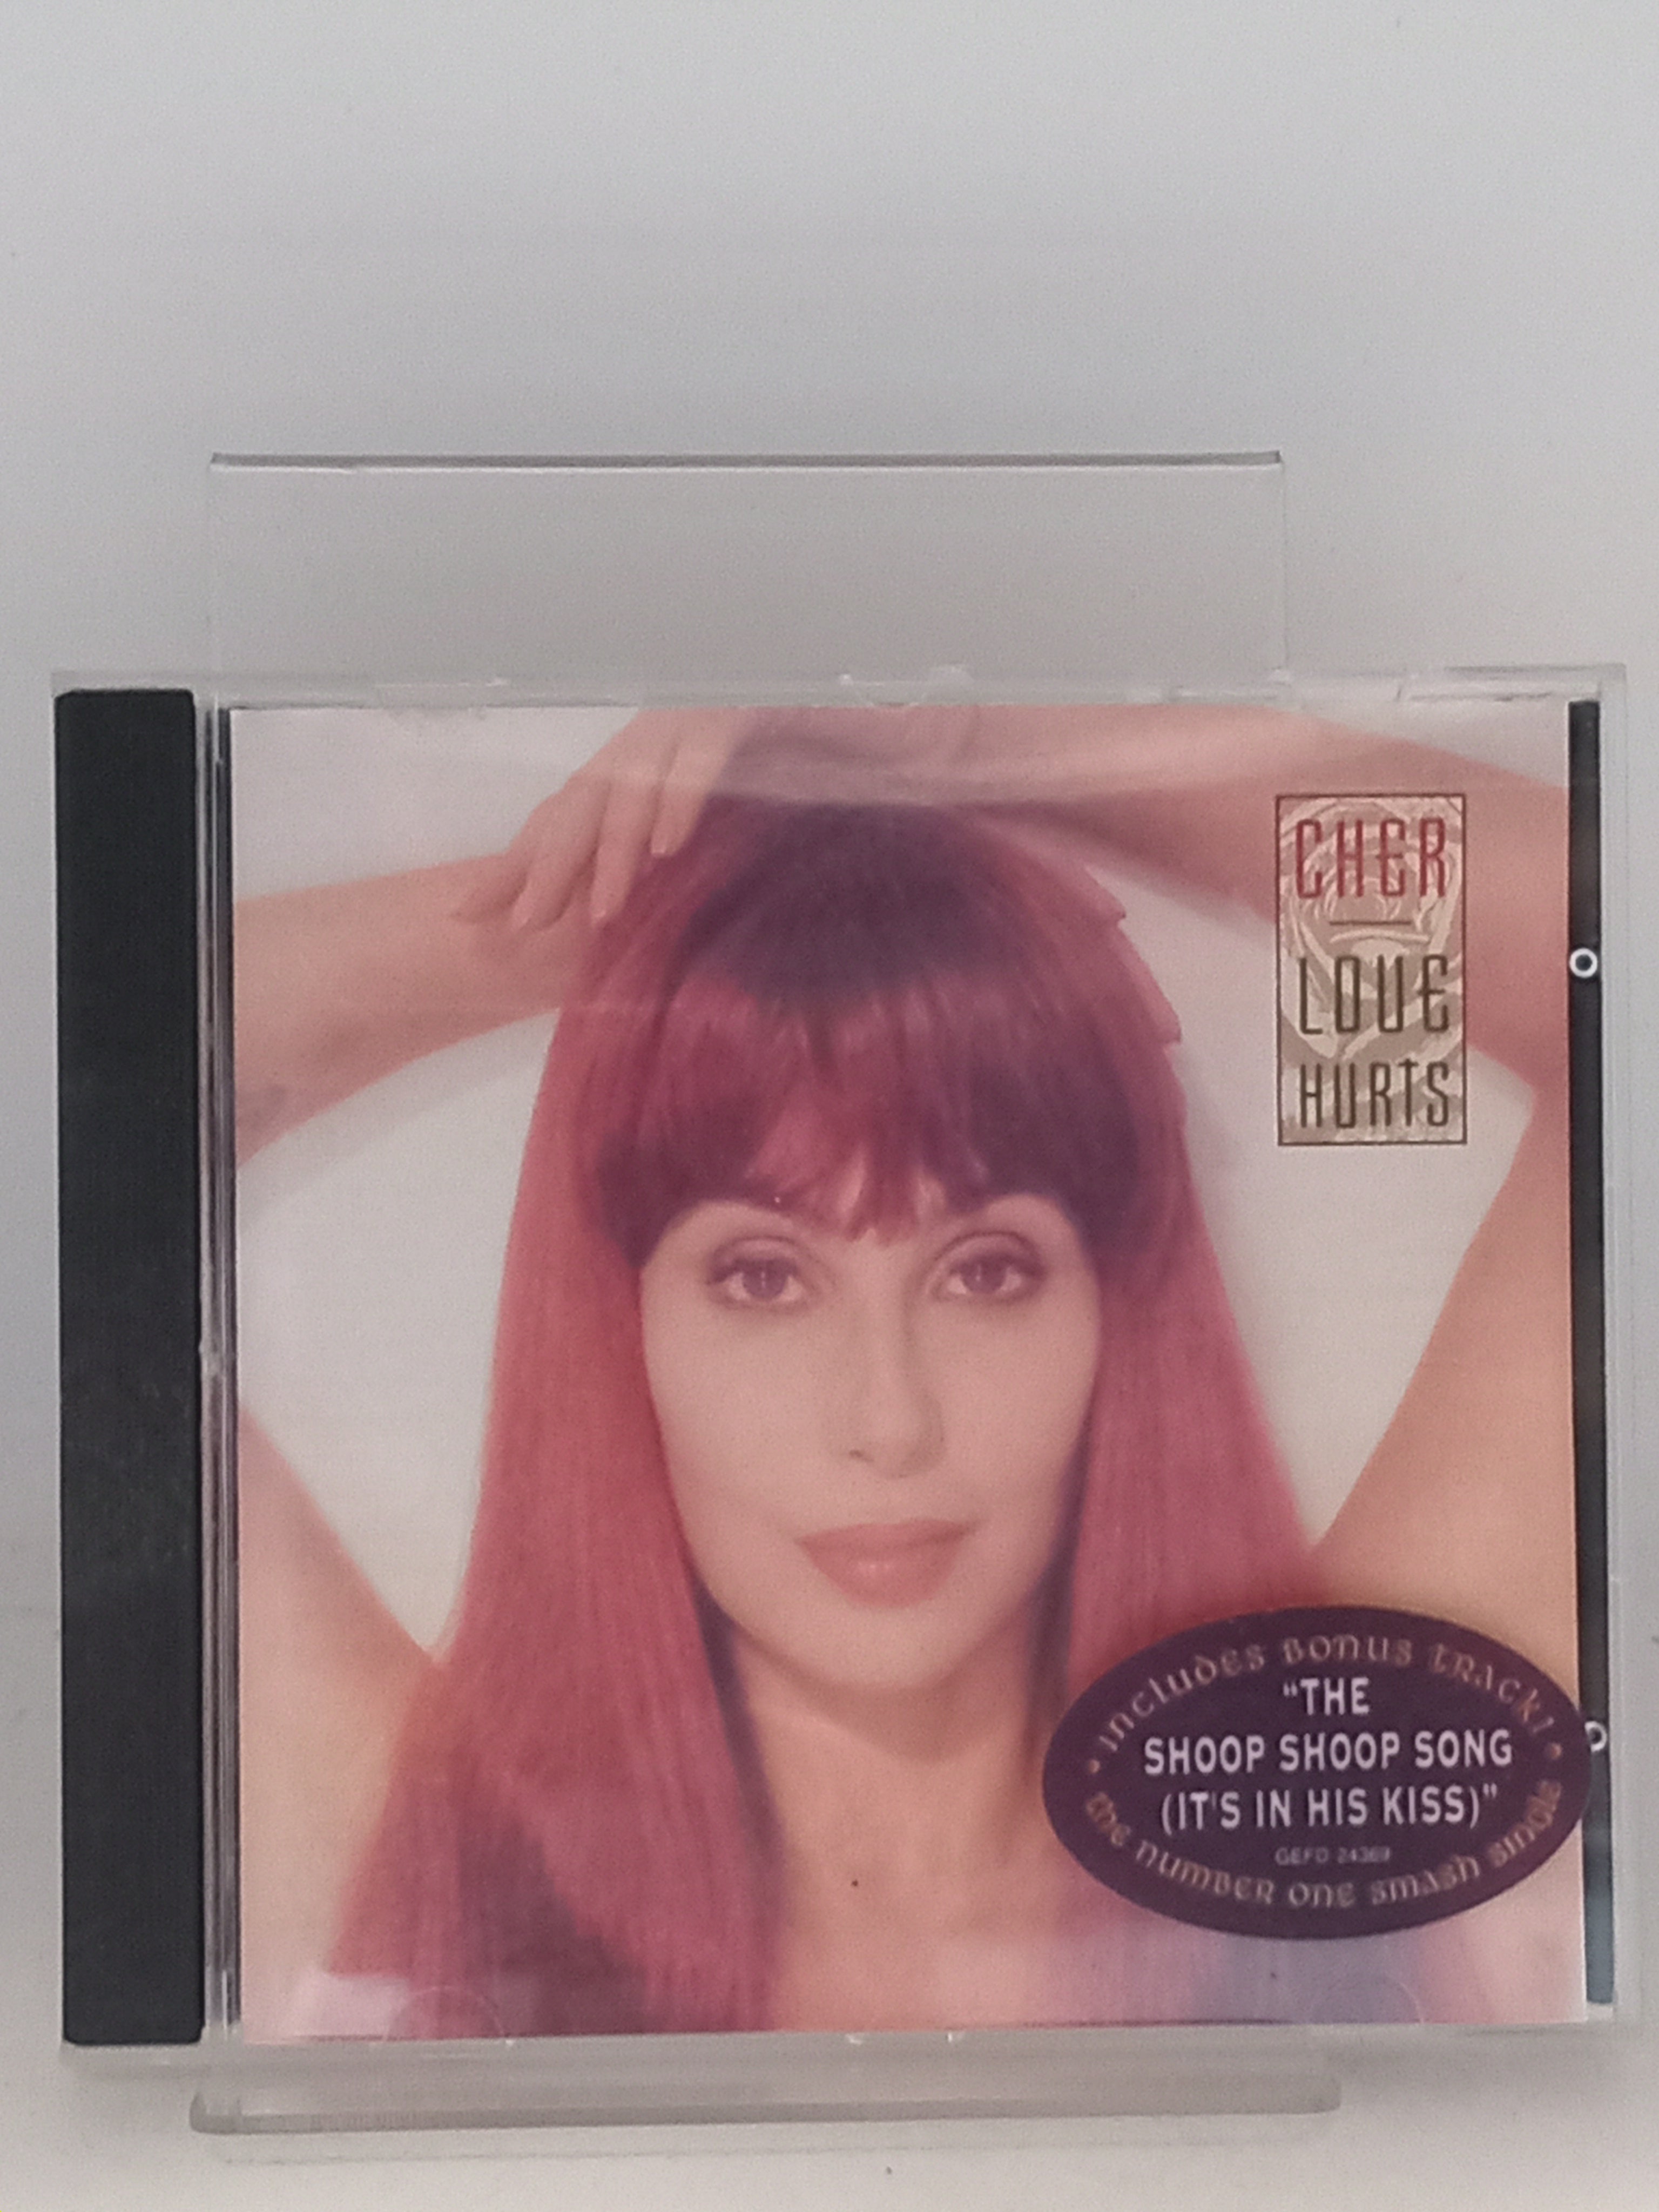 CHER
LOVE
HURTS
• includes bonus track! •
"THE
SHOOP SHOOP SONG
(IT'S IN HIS KISS)"
GEFD 24369
the number one smash single